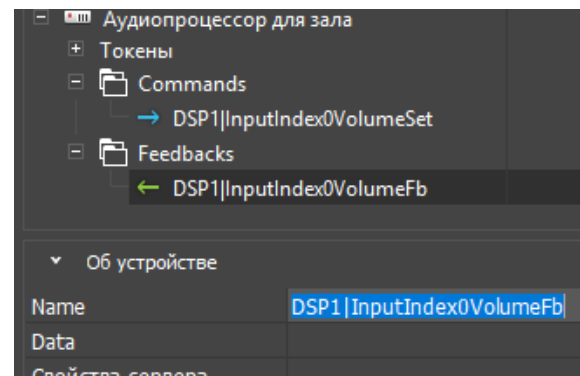 Аудиопроцессор для зала
Токены
Commands
DSP1|InputIndex0VolumeSet
Feedbacks
DSP1|InputIndex0VolumeFb
Об устройстве
Name DSP1|InputIndex0VolumeFb
Data
Свойства сервера